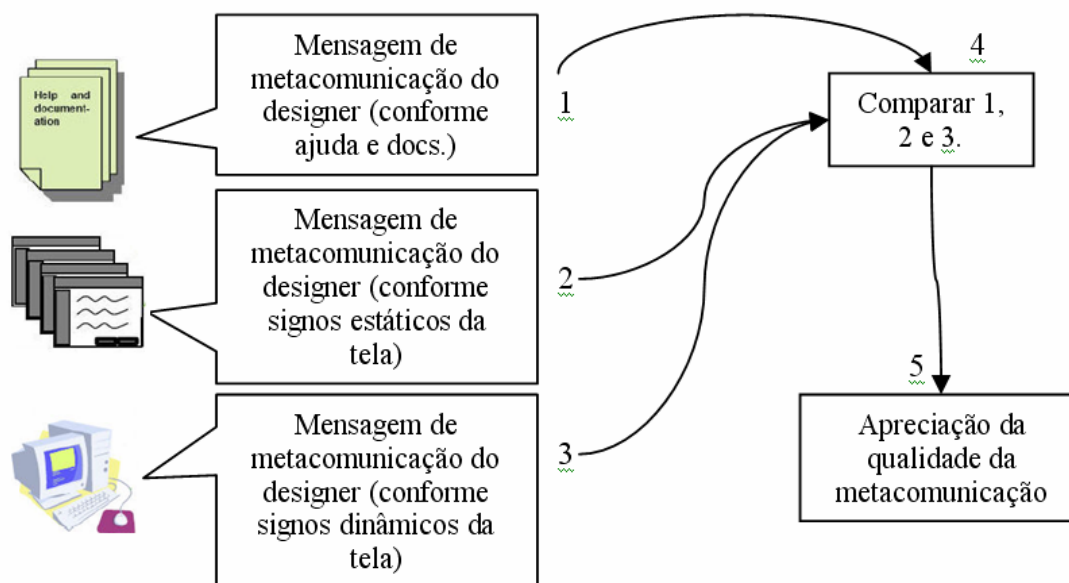 Help and
document-
ation
Mensagem de
metacomunicação do
designer (conforme
ajuda e docs.)
1
Mensagem de
metacomunicação do
designer (conforme
signos estáticos da
tela)
2
Mensagem de
metacomunicação do
designer (conforme
signos dinâmicos da
tela)
3
4
Comparar 1,
2 e 3.
5
Apreciação da
qualidade da
metacomunicação